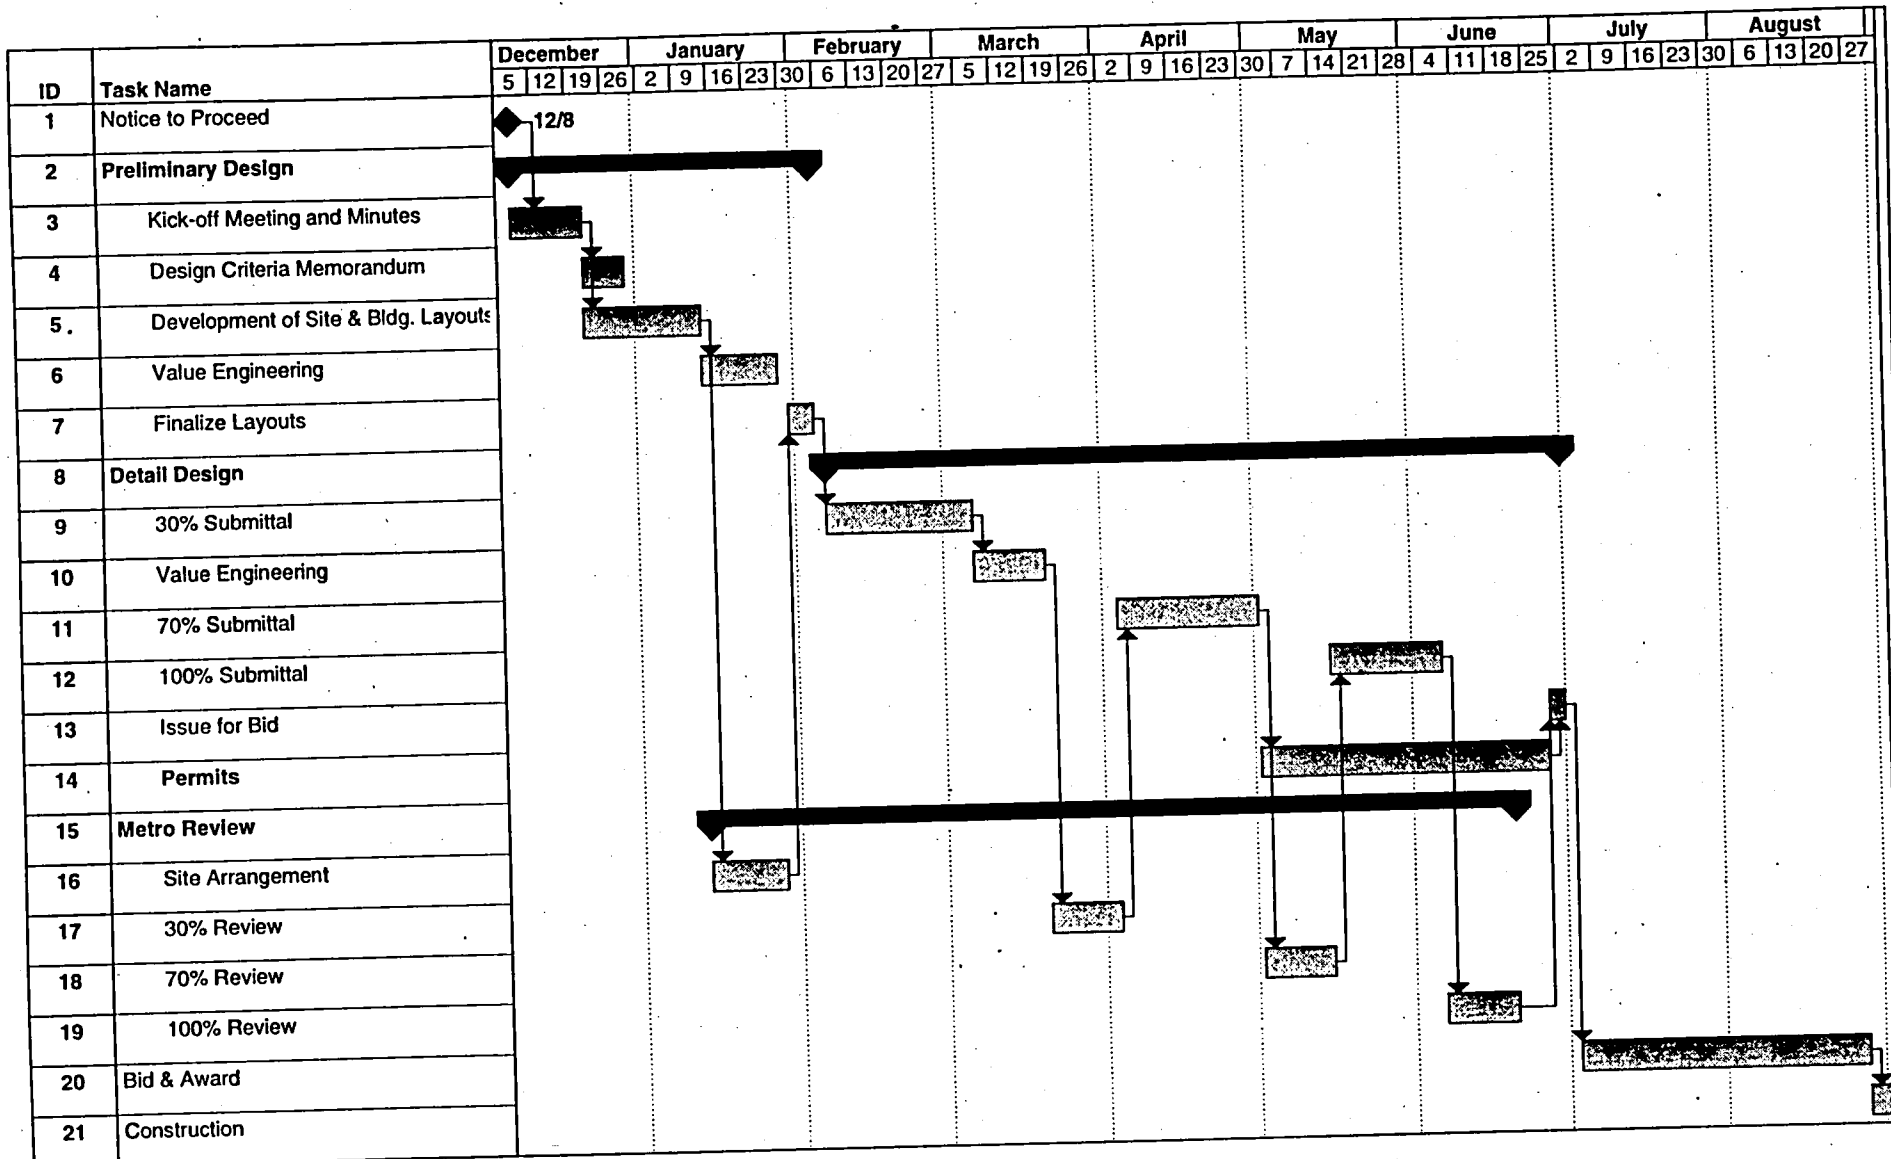 December January February March April May June July August
ID Task Name 5 12 19 26 2 9 16 23 30 6 13 20 27 5 12 19 26 2 9 16 23 30 7 14 21 28 4 11 18 25 2 9 16 23 30 6 13 20 27
1 Notice to Proceed 12/8
2 Preliminary Design
3 Kick-off Meeting and Minutes
4 Design Criteria Memorandum
5. Development of Site & Bldg. Layouts
6 Value Engineering
7 Finalize Layouts
8 Detail Design
9 30% Submittal
10 Value Engineering
11 70% Submittal
12 100% Submittal
13 Issue for Bid
14 Permits
15 Metro Review
16 Site Arrangement
17 30% Review
18 70% Review
19 100% Review
20 Bid & Award
21 Construction